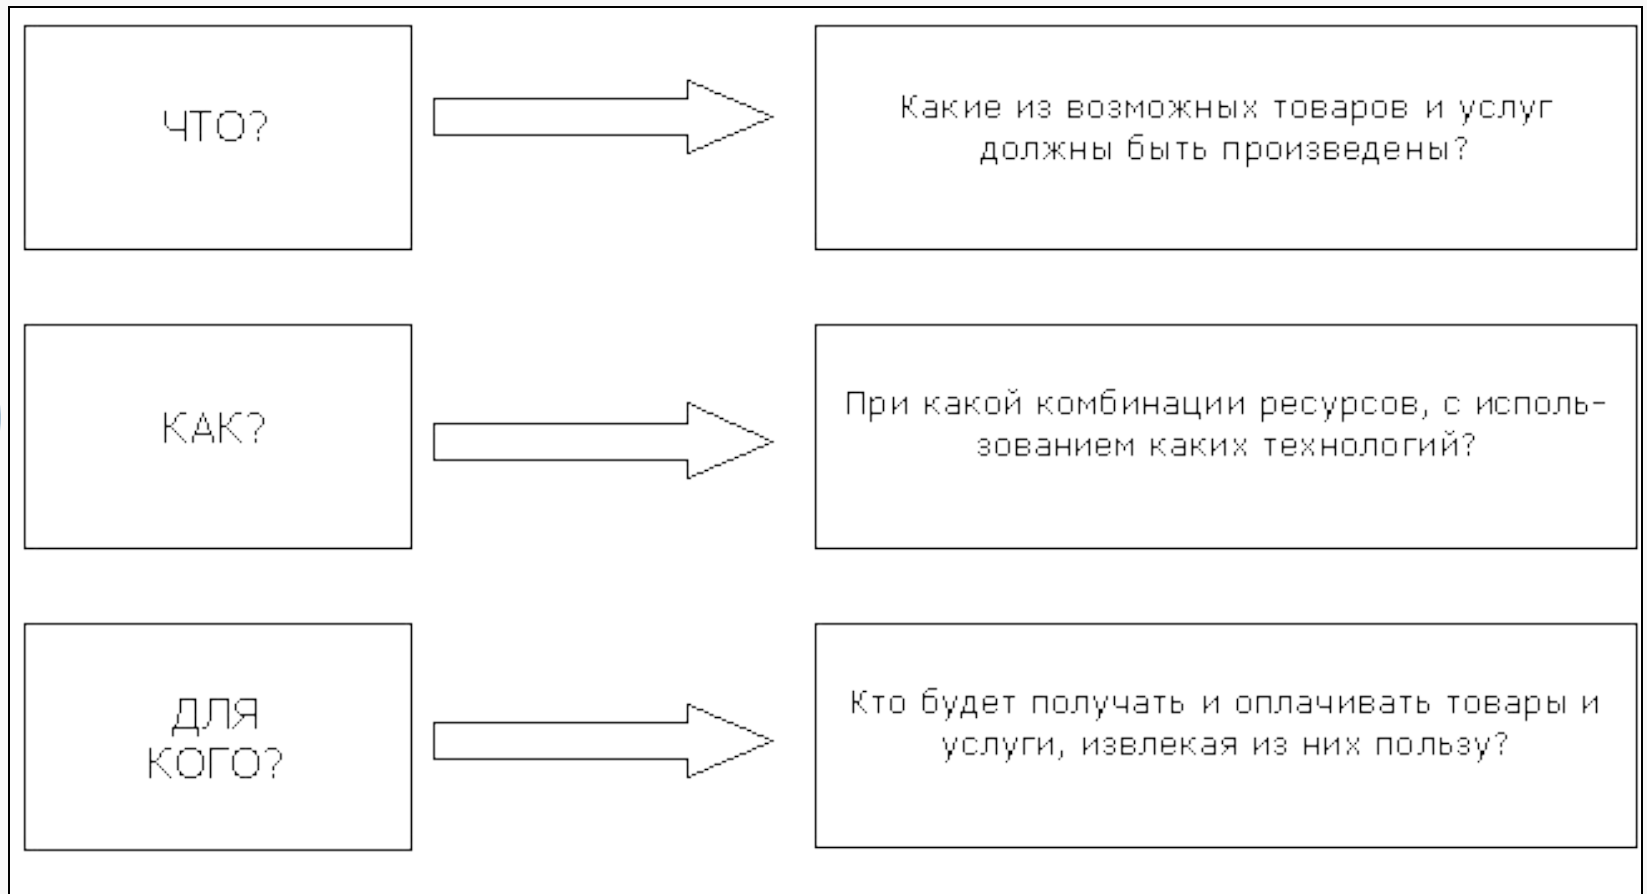 ЧТО?
Какие из возможных товаров и услуг
должны быть произведены?
КАК?
При какой комбинации ресурсов, с исполь-
зованием каких технологий?
ДЛЯ
КОГО?
Кто будет получать и оплачивать товары и
услуги, извлекая из них пользу?